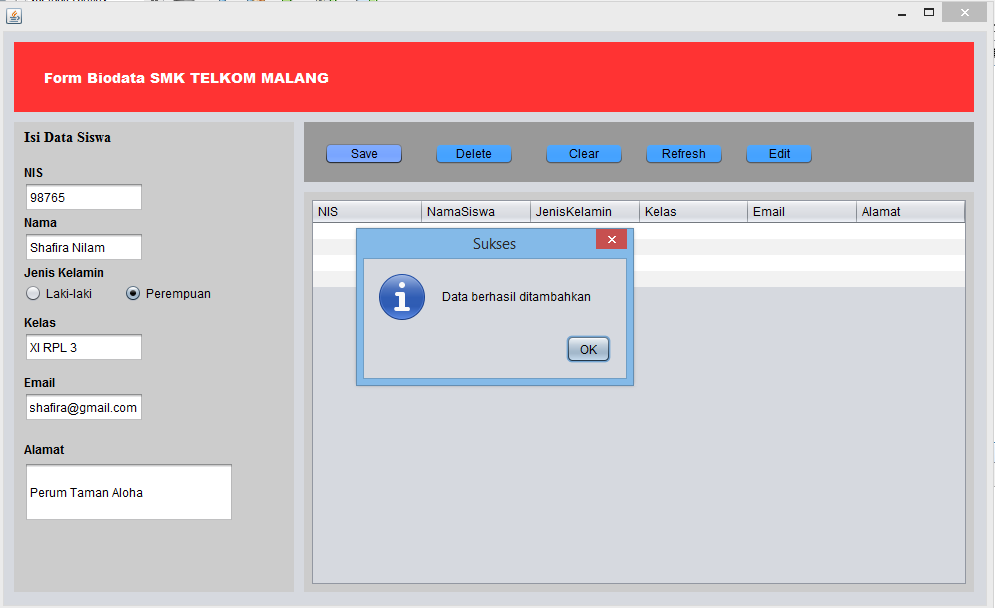 Form Biodata SMK TELKOM MALANG
Isi Data Siswa
NIS
98765
Nama
Shafira Nilam
Jenis Kelamin
Laki-laki Perempuan
Kelas
XI RPL 3
Email
shafira@gmail.com
Alamat
Perum Taman Aloha
Save Delete Clear Refresh Edit
NIS NamaSiswa JenisKelamin Kelas Email Alamat
Sukses
Data berhasil ditambahkan
OK